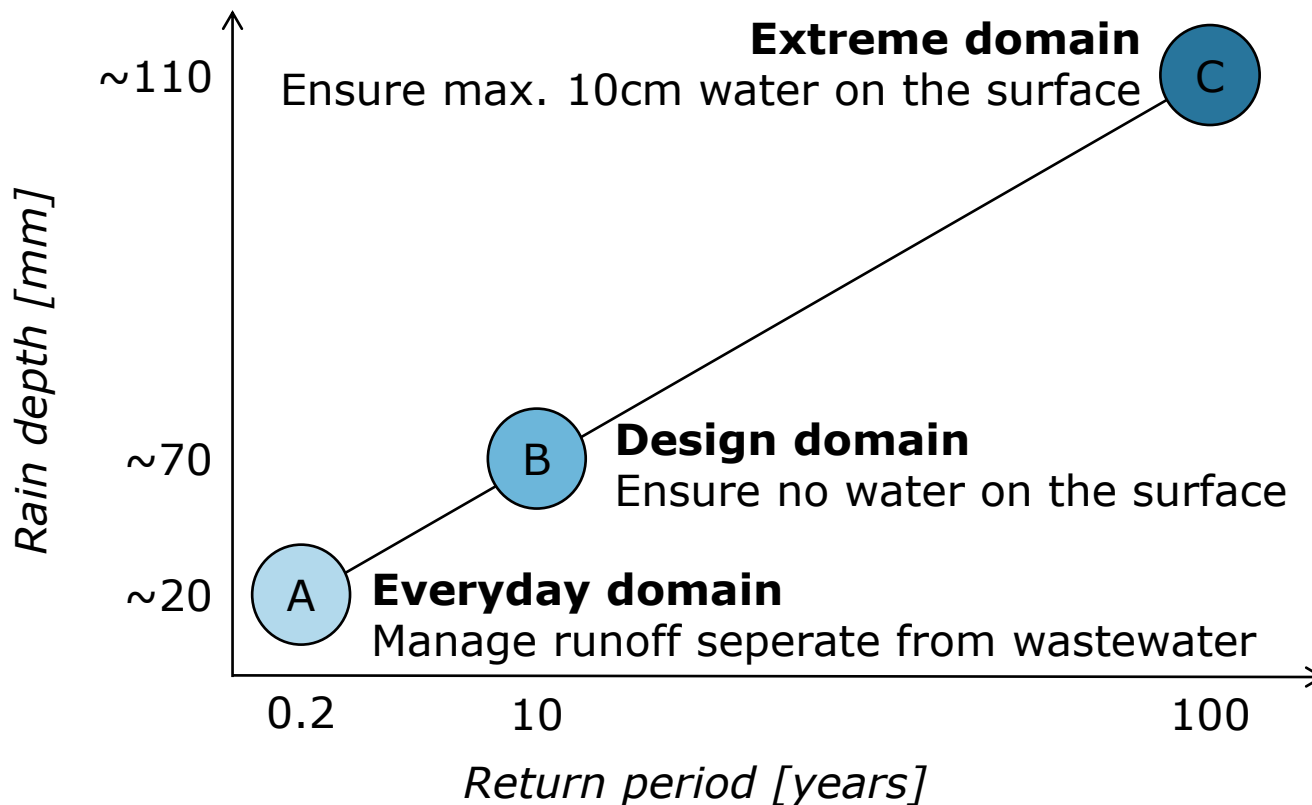 Extreme domain
~110
Ensure max. 10cm water on the surface
C
Rain depth [mm]
~70
B
Design domain
Ensure no water on the surface
~20
A
Everyday domain
Manage runoff seperate from wastewater
0.2
10
100
Return period [years]